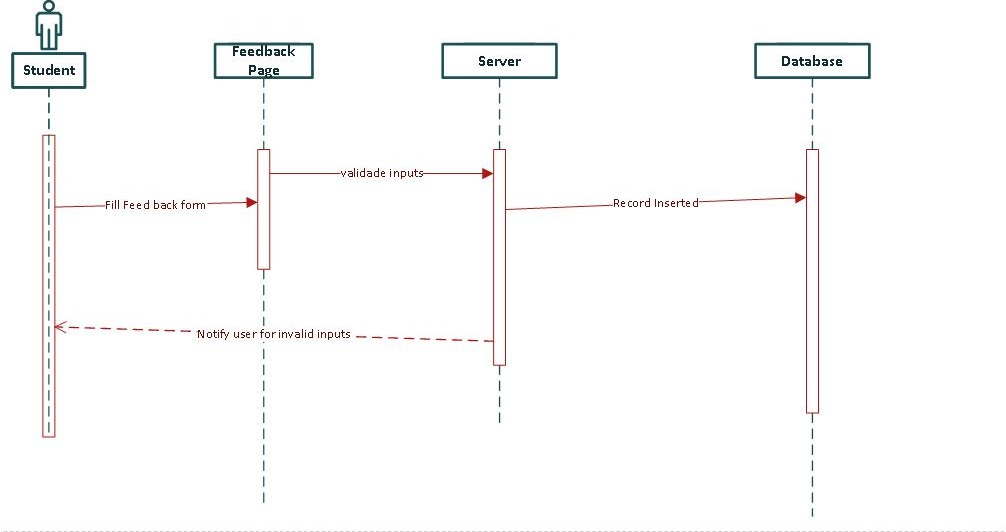 Student
Feedback
Page
Server
Database
validade inputs
Fill Feed back form
Record Inserted
Notify user for invalid inputs